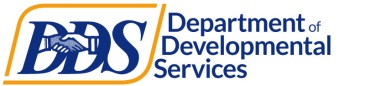 DDS
Department of
Developmental
Services